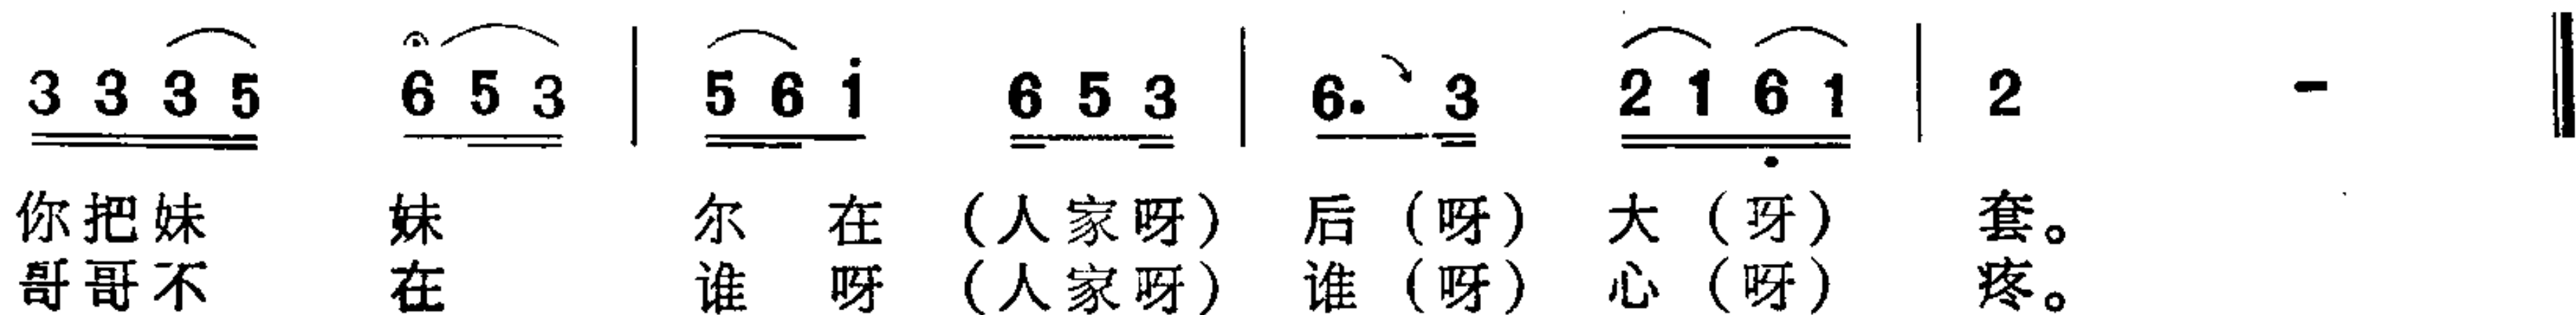 3 3 3 5 6 5 3 | 5 6 i 6 5 3 | 6. 3 2 1 6 1 | 2 - ‖
你把妹 妹 尔 在 (人家呀) 后 (呀) 大 (呀) 套。
哥哥不 在 谁 呀 (人家呀) 谁 (呀) 心 (呀) 疼。